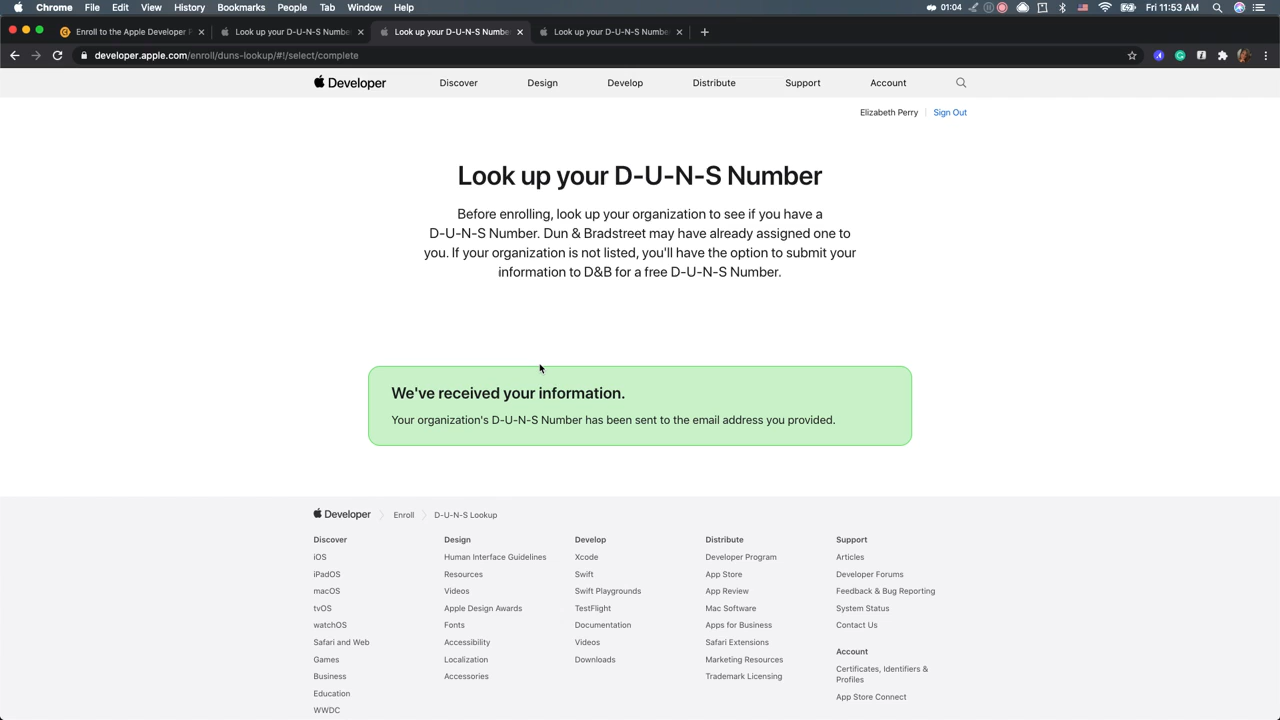 Chrome File Edit View History Bookmarks People Tab Window Help 01:04 Fri 11:53 AM
Enroll to the Apple Developer P Look up your D-U-N-S Numbe Look up your D-U-N-S Numbe Look up your D-U-N-S Numbe
developer.apple.com/enroll/duns-lookup/#!/select/complete
Developer Discover Design Develop Distribute Support Account
Elizabeth Perry Sign Out
Look up your D-U-N-S Number
Before enrolling, look up your organization to see if you have a
D-U-N-S Number. Dun & Bradstreet may have already assigned one to
you. If your organization is not listed, you'll have the option to submit your
information to D&B for a free D-U-N-S Number.
We've received your information.
Your organization's D-U-N-S Number has been sent to the email address you provided.
Developer Enroll D-U-N-S Lookup
Discover Design Develop Distribute Support
iOS Human Interface Guidelines Xcode Developer Program Articles
iPadOS Resources Swift App Store Developer Forums
macOS Videos Swift Playgrounds App Review Feedback & Bug Reporting
tvOS Apple Design Awards TestFlight Mac Software System Status
watchOS Fonts Documentation Apps for Business Contact Us
Safari and Web Accessibility Videos Safari Extensions
Account
Games Localization Downloads Marketing Resources
Certificates, Identifiers &
Profiles
Business Accessories Trademark Licensing
Education App Store Connect
WWDC